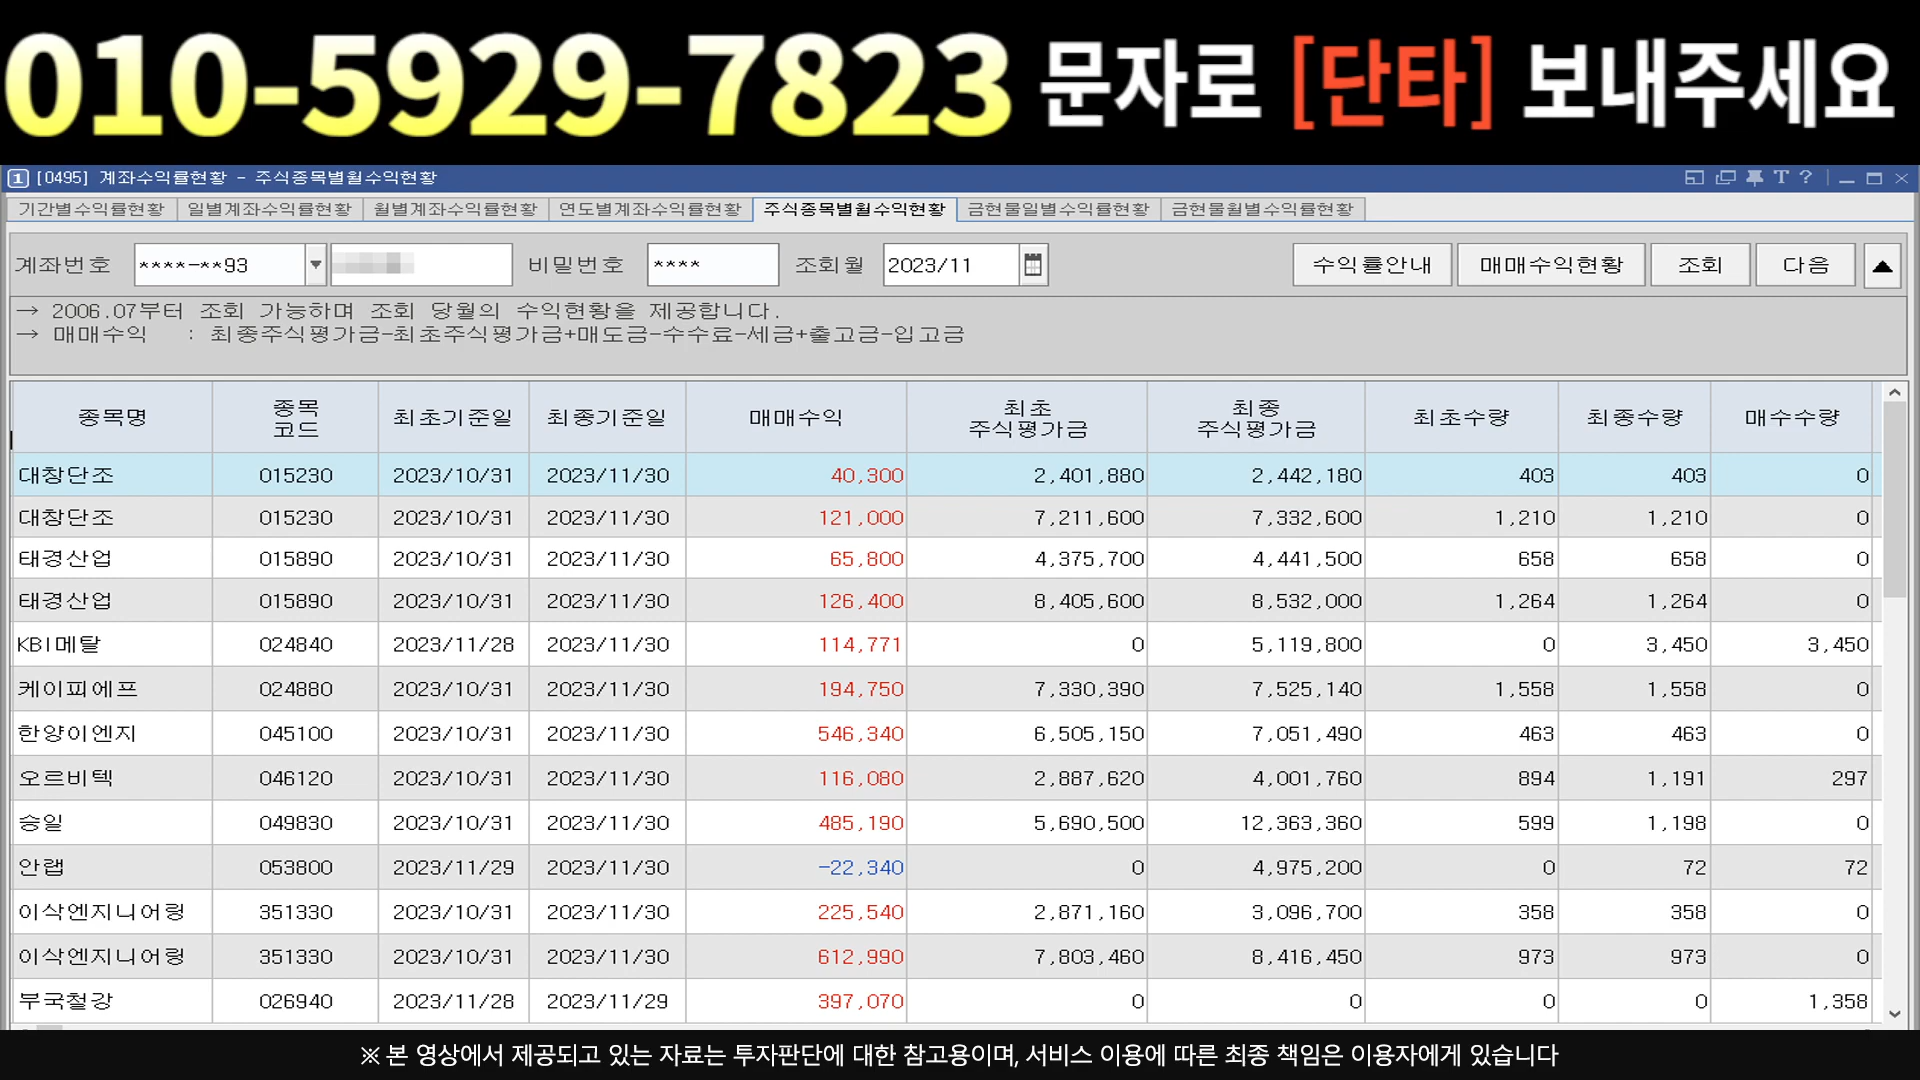 010-5929-7823 문자로 [단타] 보내주세요
1 [0495] 계좌수익률현황 - 주식종목별월수익현황
T ?
기간별수익률현황 일별계좌수익률현황 월별계좌수익률현황 연도별계좌수익률현황 주식종목별월수익현황 금현물일별수익률현황 금현물월별수익률현황
계좌번호 ****-**93 비밀번호 **** 조회월 2023/11 수익률안내 매매수익현황 조회 다음 ▲
→ 2006.07부터 조회 가능하며 조회 당월의 수익현황을 제공합니다.
→ 매매수익 : 최종주식평가금-최초주식평가금+매도금-수수료-세금+출고금-입고금
종목명 종목코드 최초기준일 최종기준일 매매수익 최초주식평가금 최종주식평가금 최초수량 최종수량 매수수량
대창단조 015230 2023/10/31 2023/11/30 40,300 2,401,880 2,442,180 403 403 0
대창단조 015230 2023/10/31 2023/11/30 121,000 7,211,600 7,332,600 1,210 1,210 0
태경산업 015890 2023/10/31 2023/11/30 65,800 4,375,700 4,441,500 658 658 0
태경산업 015890 2023/10/31 2023/11/30 126,400 8,405,600 8,532,000 1,264 1,264 0
KBI메탈 024840 2023/11/28 2023/11/30 114,771 0 5,119,800 0 3,450 3,450
케이피에프 024880 2023/10/31 2023/11/30 194,750 7,330,390 7,525,140 1,558 1,558 0
한양이엔지 045100 2023/10/31 2023/11/30 546,340 6,505,150 7,051,490 463 463 0
오르비텍 046120 2023/10/31 2023/11/30 116,080 2,887,620 4,001,760 894 1,191 297
승일 049830 2023/10/31 2023/11/30 485,190 5,690,500 12,363,360 599 1,198 0
안랩 053800 2023/11/29 2023/11/30 -22,340 0 4,975,200 0 72 72
이삭엔지니어링 351330 2023/10/31 2023/11/30 225,540 2,871,160 3,096,700 358 358 0
이삭엔지니어링 351330 2023/10/31 2023/11/30 612,990 7,803,460 8,416,450 973 973 0
부국철강 026940 2023/11/28 2023/11/29 397,070 0 0 0 0 1,358
※ 본 영상에서 제공되고 있는 자료는 투자판단에 대한 참고용이며, 서비스 이용에 따른 최종 책임은 이용자에게 있습니다